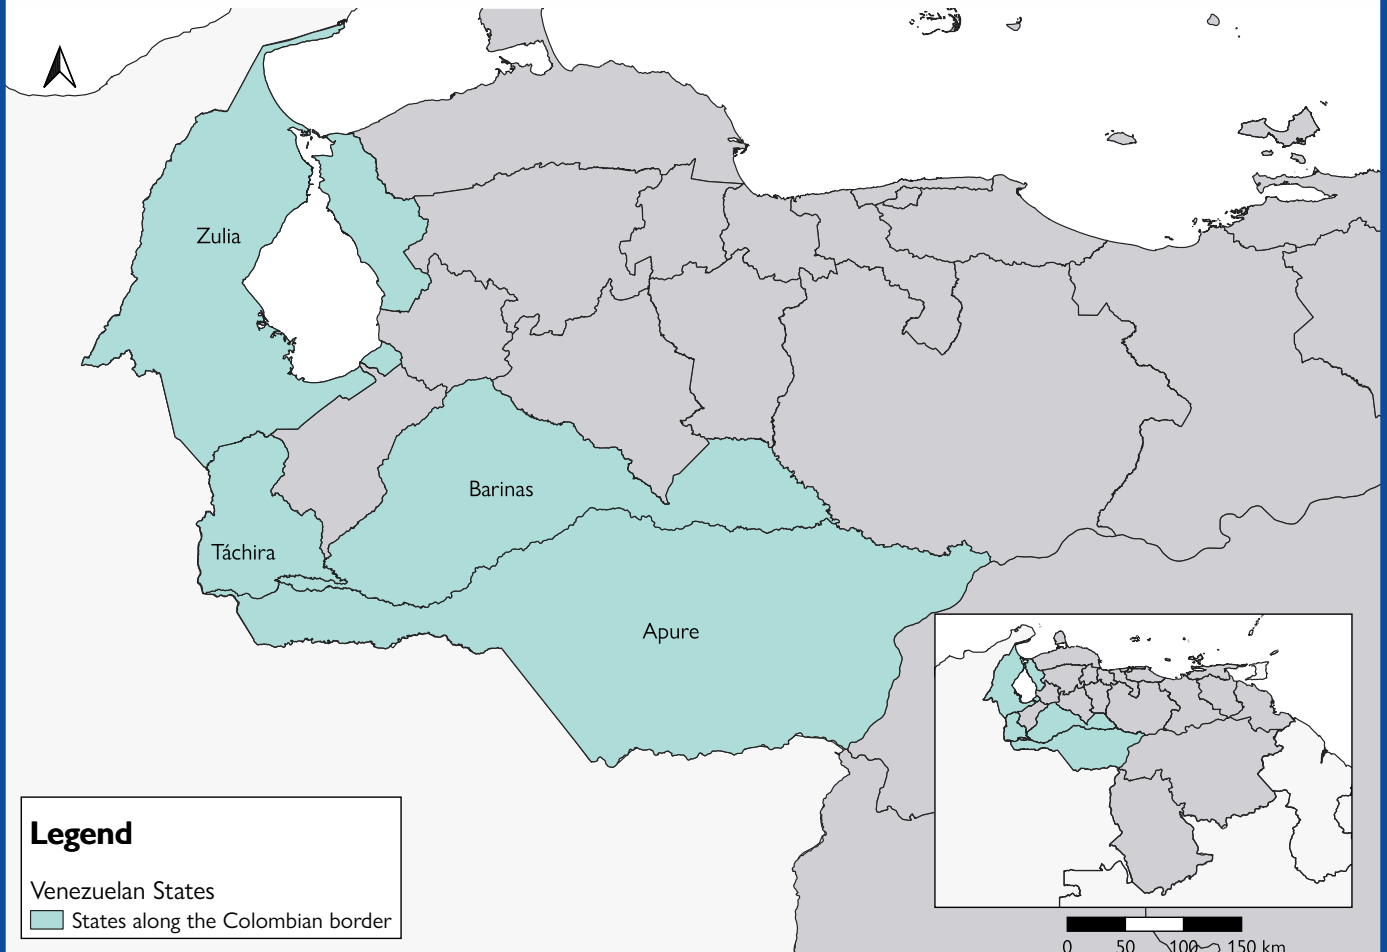 Zulia
Barinas
Táchira
Apure
Legend
Venezuelan States
States along the Colombian border
0 50 100 150 km